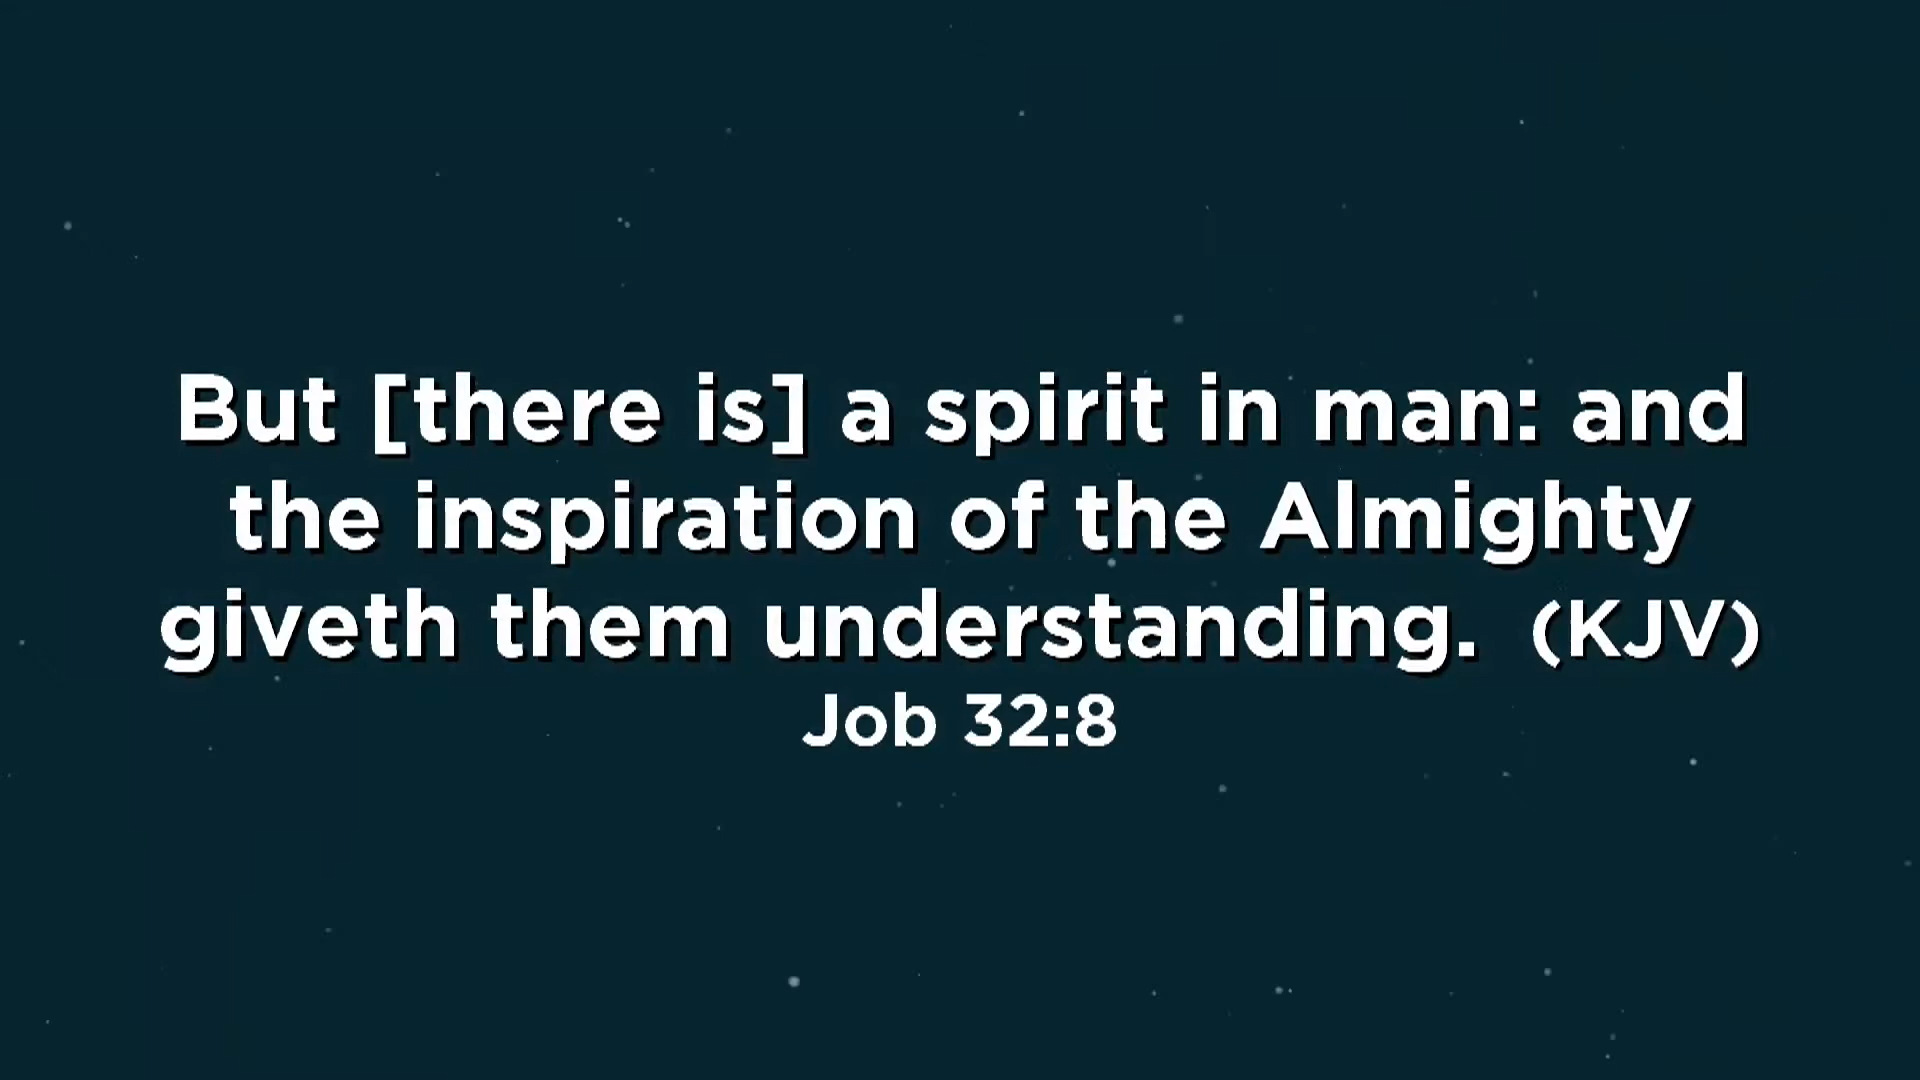 But [there is] a spirit in man: and
the inspiration of the Almighty
giveth them understanding. (KJV)
Job 32:8